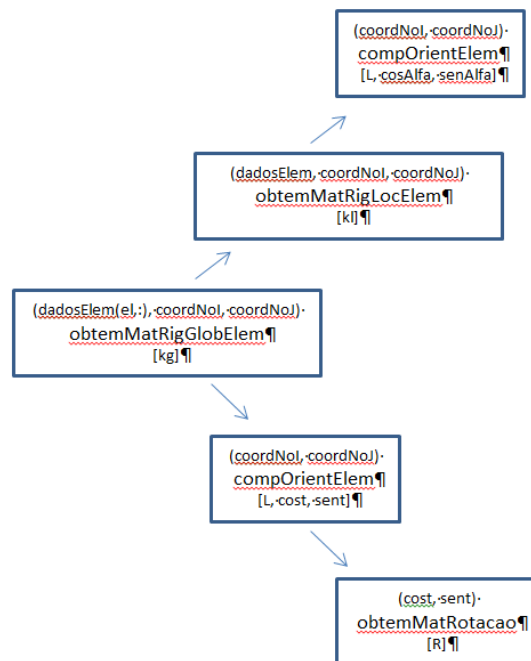 (coordNoI,·coordNoJ)·
compOrientElem¶
[L,·cosAlfa,·senAlfa]¶
(dadosElem,·coordNoI,·coordNoJ)·
obtemMatRigLocElem¶
[kl]¶
(dadosElem(el,:),·coordNoI,·coordNoJ)·
obtemMatRigGlobElem¶
[kg]¶
(coordNoI,·coordNoJ)·
compOrientElem¶
[L,·cost,·sent]¶
(cost,·sent)·
obtemMatRotacao¶
[R]¶